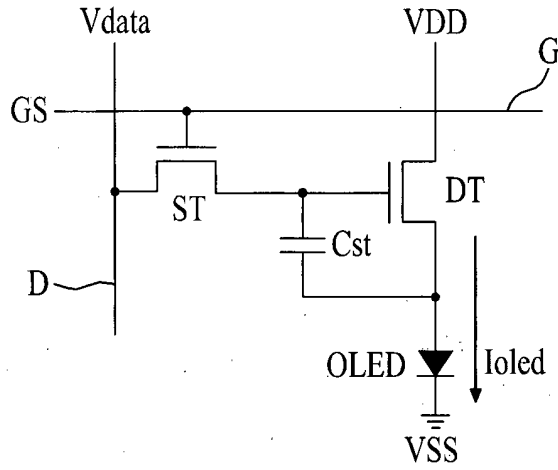 Vdata
VDD
G
GS
ST
DT
Cst
D
OLED
Ioled
VSS